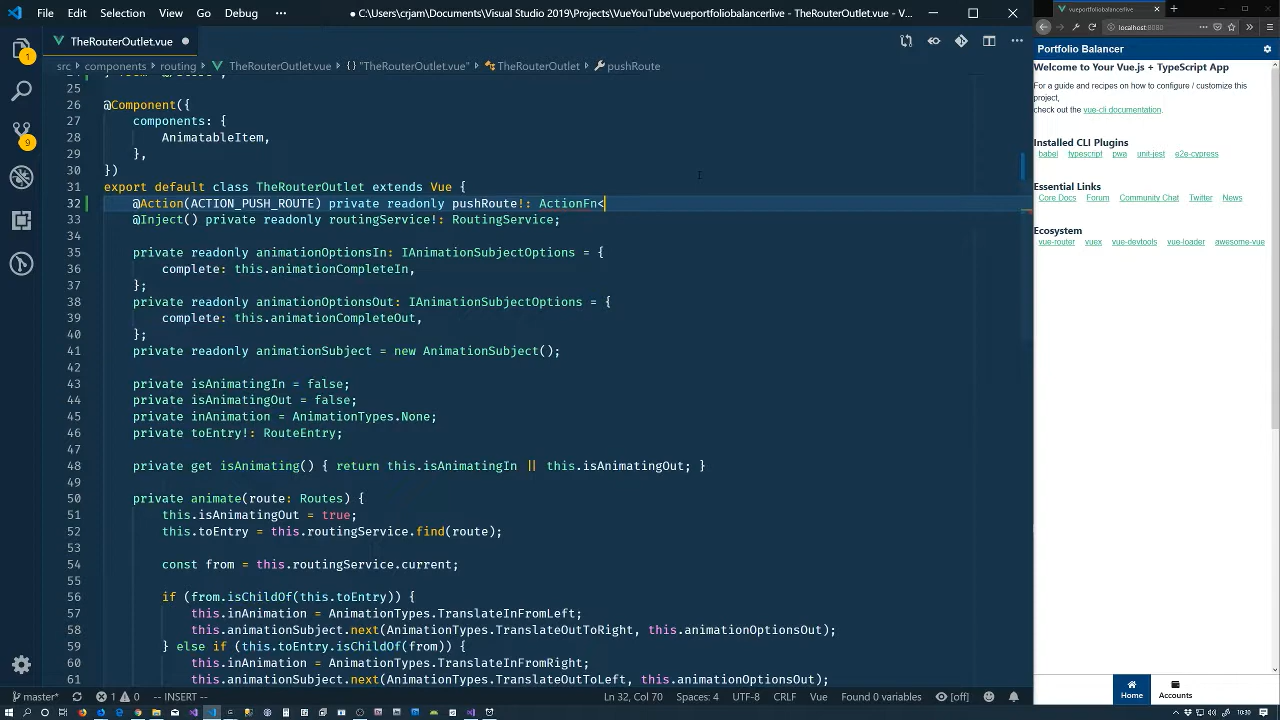 File Edit Selection View Go Debug ··· C:\Users\crjam\Documents\Visual Studio 2019\Projects\VueYouTube\vueportfoliobalancerlive - TheRouterOutlet.vue - V...
TheRouterOutlet.vue
src > components > routing > TheRouterOutlet.vue > {} "TheRouterOutlet.vue" > TheRouterOutlet > pushRoute
25
26 @Component({
27 components: {
28 AnimatableItem,
29 },
30 })
31 export default class TheRouterOutlet extends Vue {
32 @Action(ACTION_PUSH_ROUTE) prite readonly pushRoute!: ActionFn<
33 @Inject() private readonly routingService!: RoutingService;
34
35 private readonly animationOptionsIn: IAnimationSubjectOptions = {
36 complete: this.animationCompleteIn,
37 };
38 private readonly animationOptionsOut: IAnimationSubjectOptions = {
39 complete: this.animationCompleteOut,
40 };
41 private readonly animationSubject = new AnimationSubject();
42
43 private isAnimatingIn = false;
44 private isAnimatingOut = false;
45 private inAnimation = AnimationTypes.None;
46 private toEntry!: RouteEntry;
47
48 private get isAnimating() { return this.isAnimatingIn || this.isAnimatingOut; }
49
50 private animate(route: Routes) {
51 this.isAnimatingOut = true;
52 this.toEntry = this.routingService.find(route);
53
54 const from = this.routingService.current;
55
56 if (from.isChildOf(this.toEntry)) {
57 this.inAnimation = AnimationTypes.TranslateInFromLeft;
58 this.animationSubject.next(AnimationTypes.TranslateOutToRight, this.animationOptionsOut);
59 } else if (this.toEntry.isChildOf(from)) {
60 this.inAnimation = AnimationTypes.TranslateInFromRight;
61 this.animationSubject.next(AnimationTypes.TranslateOutToLeft, this.animationOptionsOut);
1
9
master* 1 0 -- INSERT -- Ln 32, Col 70 Spaces: 4 UTF-8 CRLF Vue Found 0 variables [off]
vueportfoliobalancerlive
localhost:8080
Portfolio Balancer
Welcome to Your Vue.js + TypeScript App
For a guide and recipes on how to configure / customize this
project,
check out the vue-cli documentation.
Installed CLI Plugins
babel typescript pwa unit-jest e2e-cypress
Essential Links
Core Docs Forum Community Chat Twitter News
Ecosystem
vue-router vuex vue-devtools vue-loader awesome-vue
Home Accounts
10:30